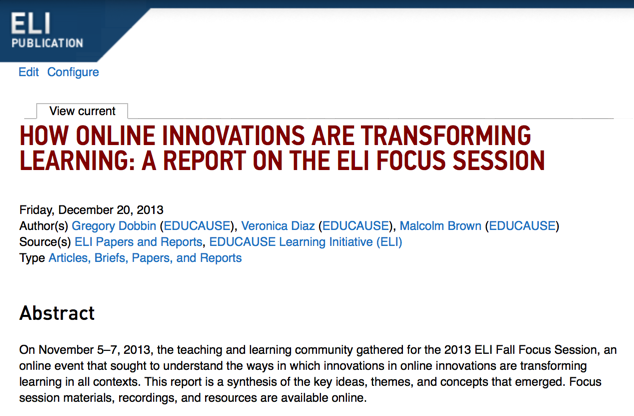 ELI
PUBLICATION
Edit Configure
View current
HOW ONLINE INNOVATIONS ARE TRANSFORMING
LEARNING: A REPORT ON THE ELI FOCUS SESSION
Friday, December 20, 2013
Author(s) Gregory Dobbin (EDUCAUSE), Veronica Diaz (EDUCAUSE), Malcolm Brown (EDUCAUSE)
Source(s) ELI Papers and Reports, EDUCAUSE Learning Initiative (ELI)
Type Articles, Briefs, Papers, and Reports
Abstract
On November 5–7, 2013, the teaching and learning community gathered for the 2013 ELI Fall Focus Session, an
online event that sought to understand the ways in which innovations in online innovations are transforming
learning in all contexts. This report is a synthesis of the key ideas, themes, and concepts that emerged. Focus
session materials, recordings, and resources are available online.